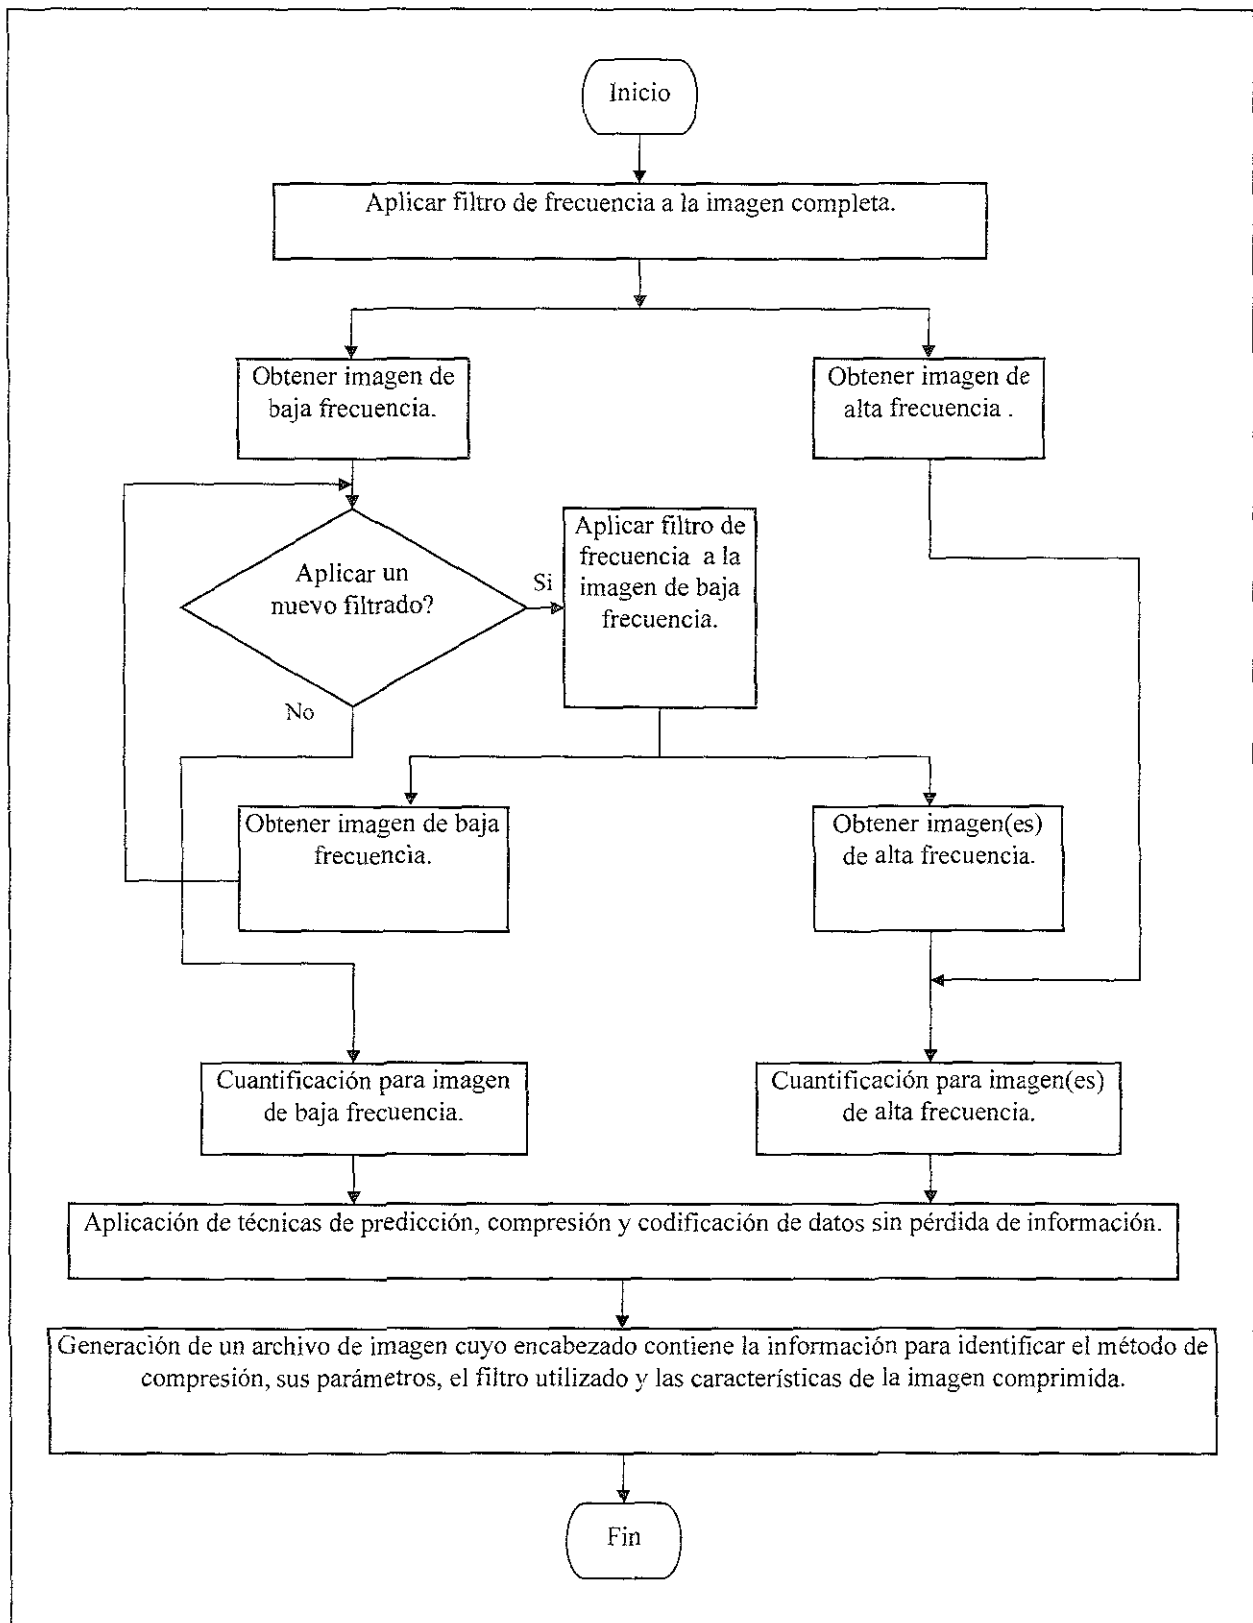 Inicio
Aplicar filtro de frecuencia a la imagen completa.
Obtener imagen de
baja frecuencia.
Obtener imagen de
alta frecuencia .
Aplicar un
nuevo filtrado?
Si
Aplicar filtro de
frecuencia a la
imagen de baja
frecuencia.
No
Obtener imagen de baja
frecuencia.
Obtener imagen(es)
de alta frecuencia.
Cuantificación para imagen
de baja frecuencia.
Cuantificación para imagen(es)
de alta frecuencia.
Aplicación de técnicas de predicción, compresión y codificación de datos sin pérdida de información.
Generación de un archivo de imagen cuyo encabezado contiene la información para identificar el método de
compresión, sus parámetros, el filtro utilizado y las características de la imagen comprimida.
Fin